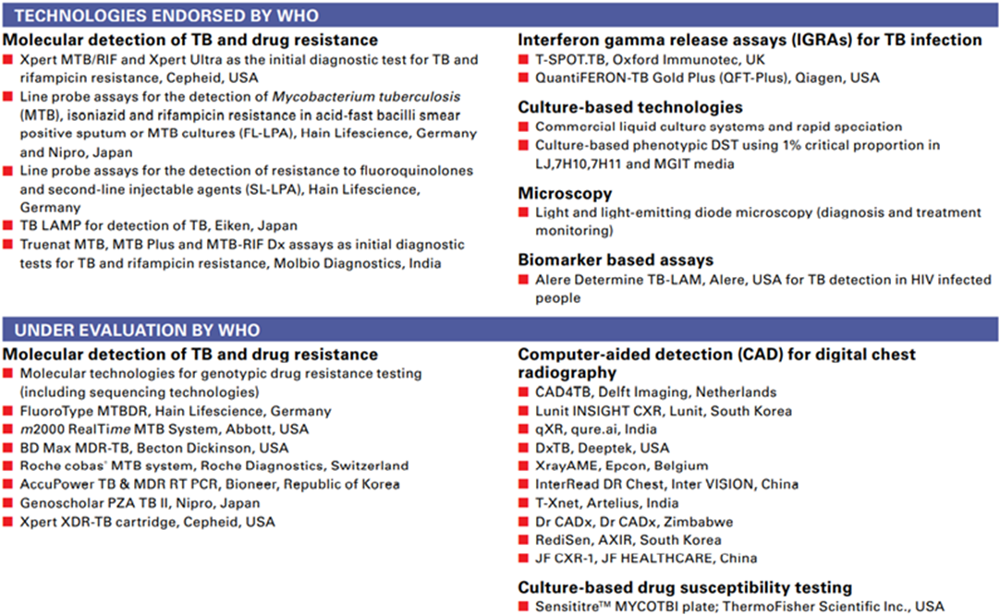 TECHNOLOGIES ENDORSED BY WHO
Molecular detection of TB and drug resistance
Xpert MTB/RIF and Xpert Ultra as the initial diagnostic test for TB and
rifampicin resistance, Cepheid, USA
Line probe assays for the detection of Mycobacterium tuberculosis
(MTB), isoniazid and rifampicin resistance in acid-fast bacilli smear
positive sputum or MTB cultures (FL-LPA), Hain Lifescience, Germany
and Nipro, Japan
Line probe assays for the detection of resistance to fluoroquinolones
and second-line injectable agents (SL-LPA), Hain Lifescience,
Germany
TB LAMP for detection of TB, Eiken, Japan
Truenat MTB, MTB Plus and MTB-RIF Dx assays as initial diagnostic
tests for TB and rifampicin resistance, Molbio Diagnostics, India
Interferon gamma release assays (IGRAs) for TB infection
T-SPOT.TB, Oxford Immunotec, UK
QuantiFERON-TB Gold Plus (QFT-Plus), Qiagen, USA
Culture-based technologies
Commercial liquid culture systems and rapid speciation
Culture-based phenotypic DST using 1% critical proportion in
LJ,7H10,7H11 and MGIT media
Microscopy
Light and light-emitting diode microscopy (diagnosis and treatment
monitoring)
Biomarker based assays
Alere Determine TB-LAM, Alere, USA for TB detection in HIV infected
people
UNDER EVALUATION BY WHO
Molecular detection of TB and drug resistance
Molecular technologies for genotypic drug resistance testing
(including sequencing technologies)
FluoroType MTBDR, Hain Lifescience, Germany
m2000 RealTime MTB System, Abbott, USA
BD Max MDR-TB, Becton Dickinson, USA
Roche cobas® MTB system, Roche Diagnostics, Switzerland
AccuPower TB & MDR RT PCR, Bioneer, Republic of Korea
Genoscholar PZA TB II, Nipro, Japan
Xpert XDR-TB cartridge, Cepheid, USA
Computer-aided detection (CAD) for digital chest
radiography
CAD4TB, Delft Imaging, Netherlands
Lunit INSIGHT CXR, Lunit, South Korea
qXR, qure.ai, India
DxTB, Deeptek, USA
XrayAME, Epcon, Belgium
InterRead DR Chest, Inter VISION, China
T-Xnet, Artelius, India
Dr CADx, Dr CADx, Zimbabwe
RediSen, AXIR, South Korea
JF CXR-1, JF HEALTHCARE, China
Culture-based drug susceptibility testing
Sensititre™ MYCOTBI plate; ThermoFisher Scientific Inc., USA